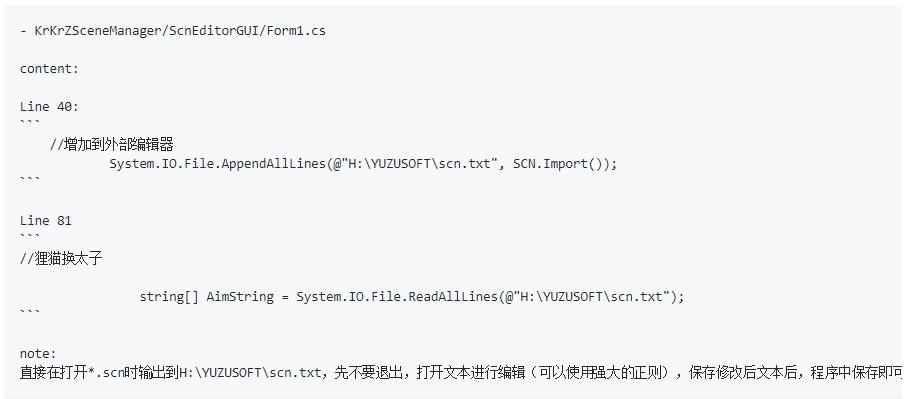 - KrKrZSceneManager/ScnEditorGUI/Form1.cs
content:
Line 40:
```
//增加到外部编辑器
System.IO.File.AppendAllLines(@"H:\YUZUSOFT\scn.txt", SCN.Import());
```
Line 81
```
//狸猫换太子
string[] AimString = System.IO.File.ReadAllLines(@"H:\YUZUSOFT\scn.txt");
```
note:
直接在打开*.scn时输出到H:\YUZUSOFT\scn.txt，先不要退出，打开文本进行编辑（可以使用强大的正则），保存修改后文本后，程序中保存即可